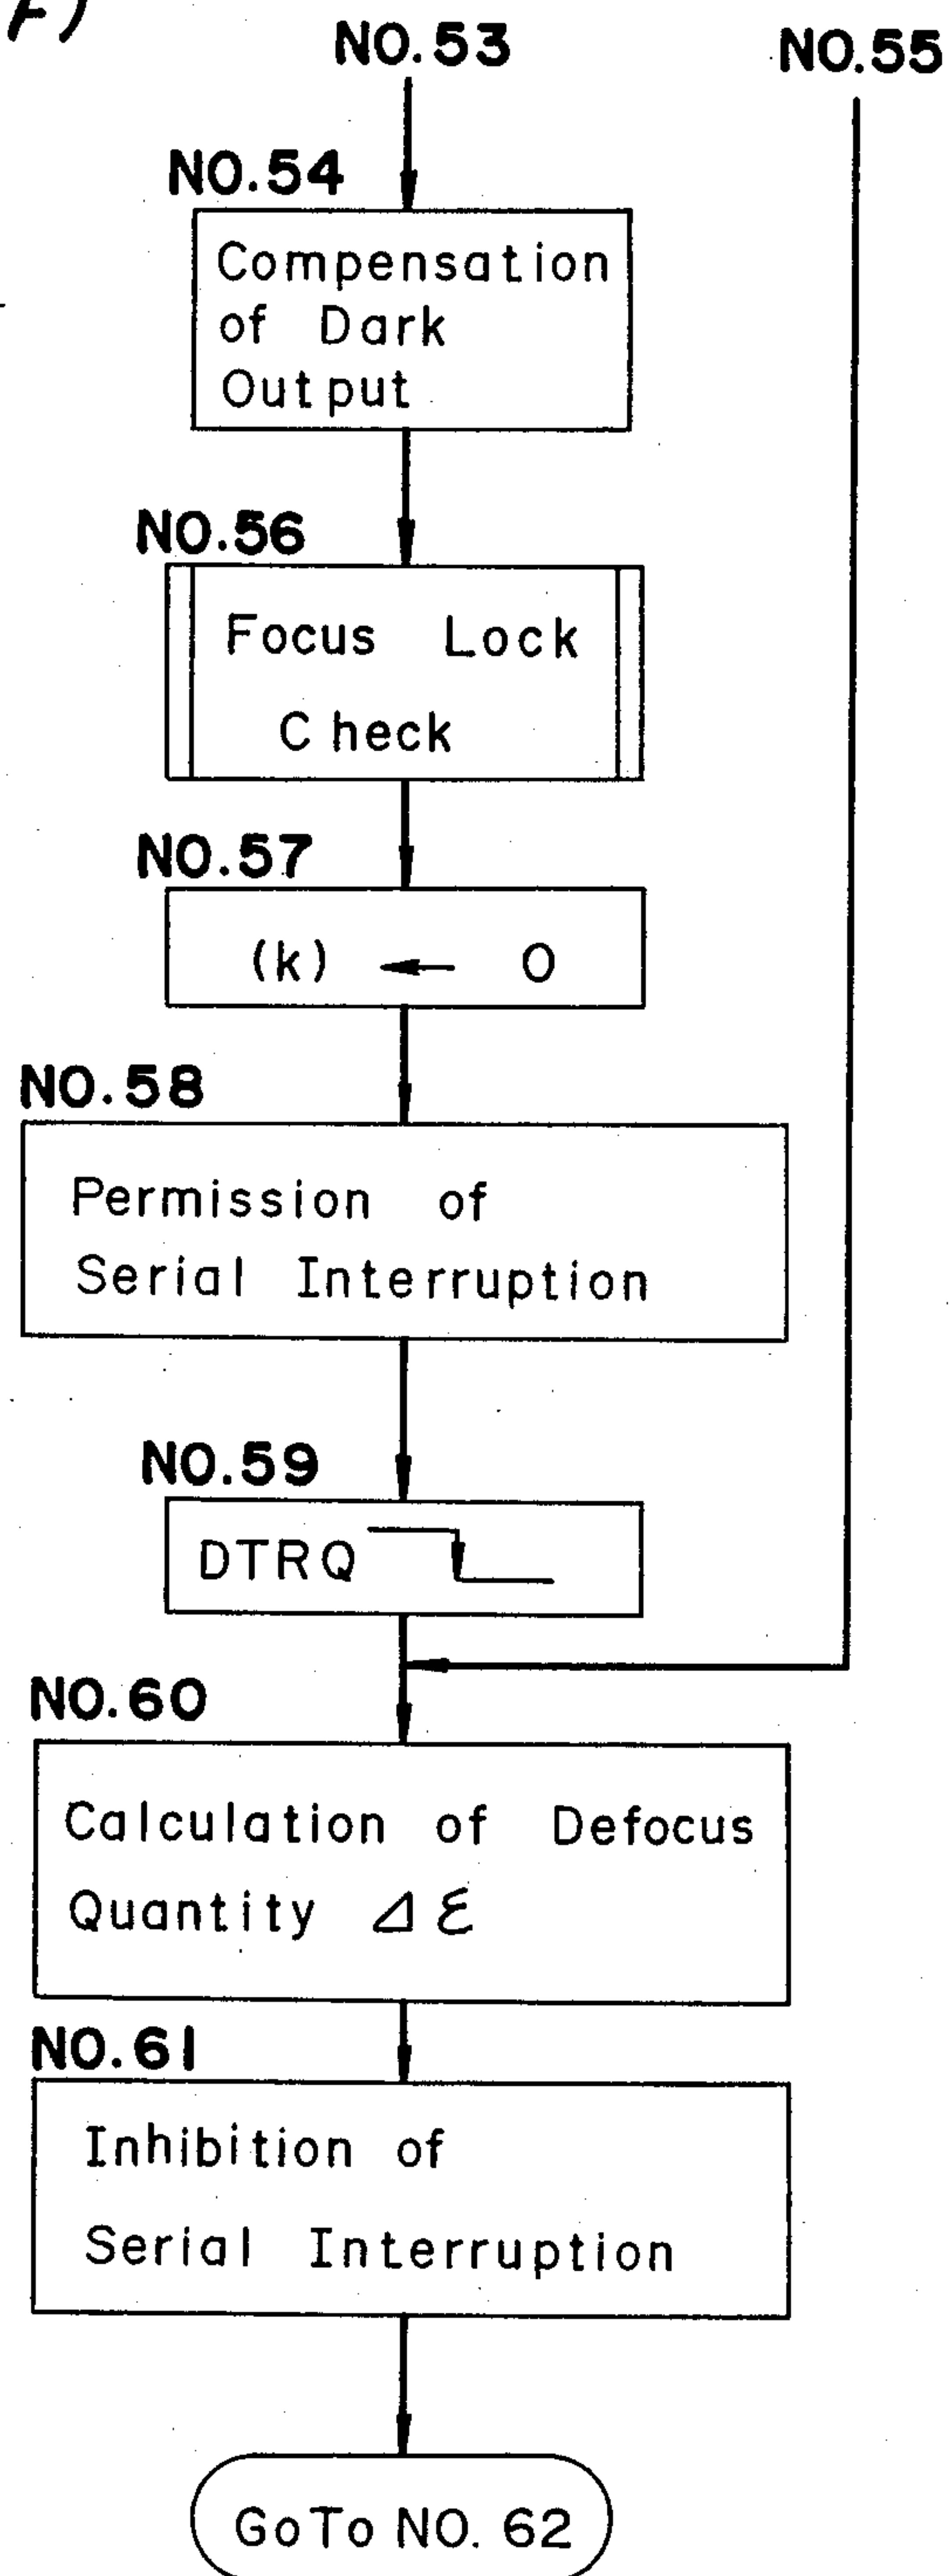 F)
NO.53
NO.55
NO.54
Compensation
of Dark
Output
NO.56
Focus Lock
Check
NO.57
(k) ← 0
NO.58
Permission of
Serial Interruption
NO.59
DTRQ
NO.60
Calculation of Defocus
Quantity Δε
NO.61
Inhibition of
Serial Interruption
GoTo NO. 62